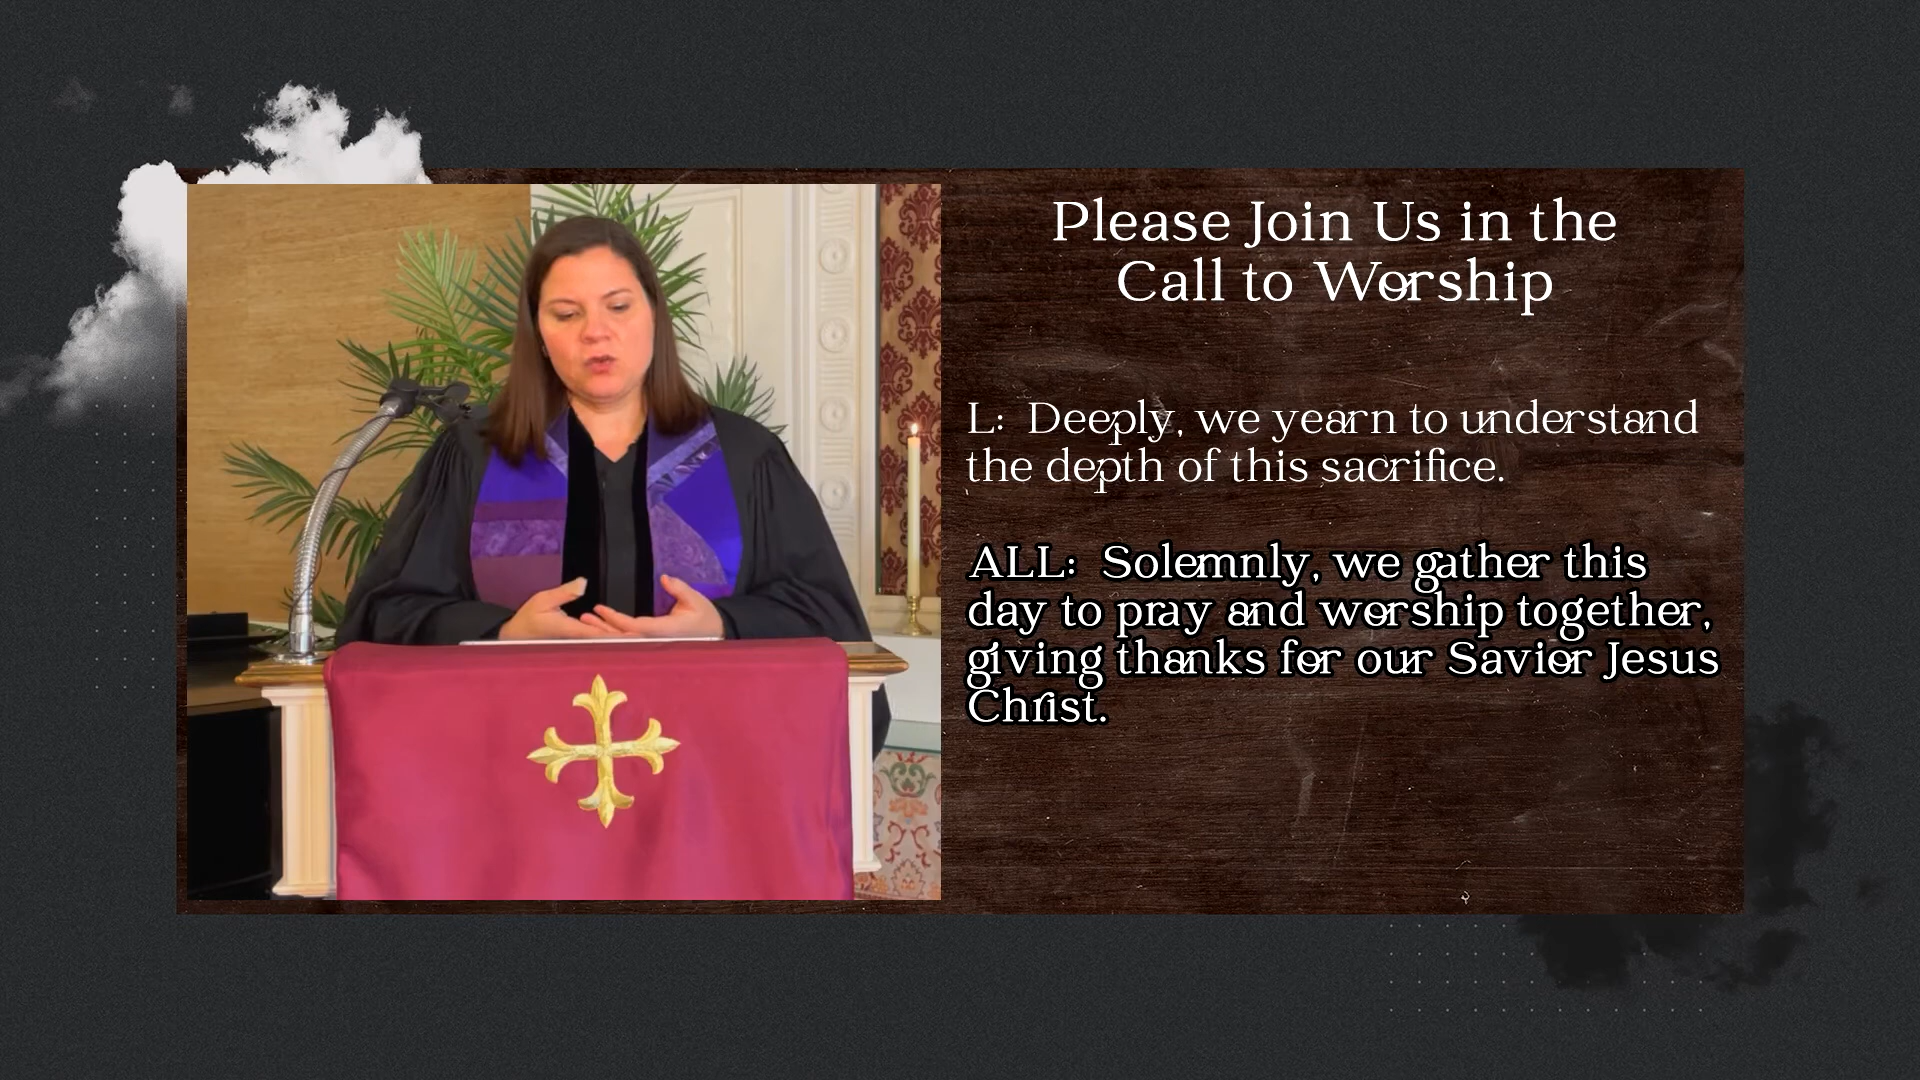 Please Join Us in the
Call to Worship
L: Deeply, we yearn to understand
the depth of this sacrifice.
ALL: Solemnly, we gather this
day to pray and worship together,
giving thanks for our Savior Jesus
Christ.